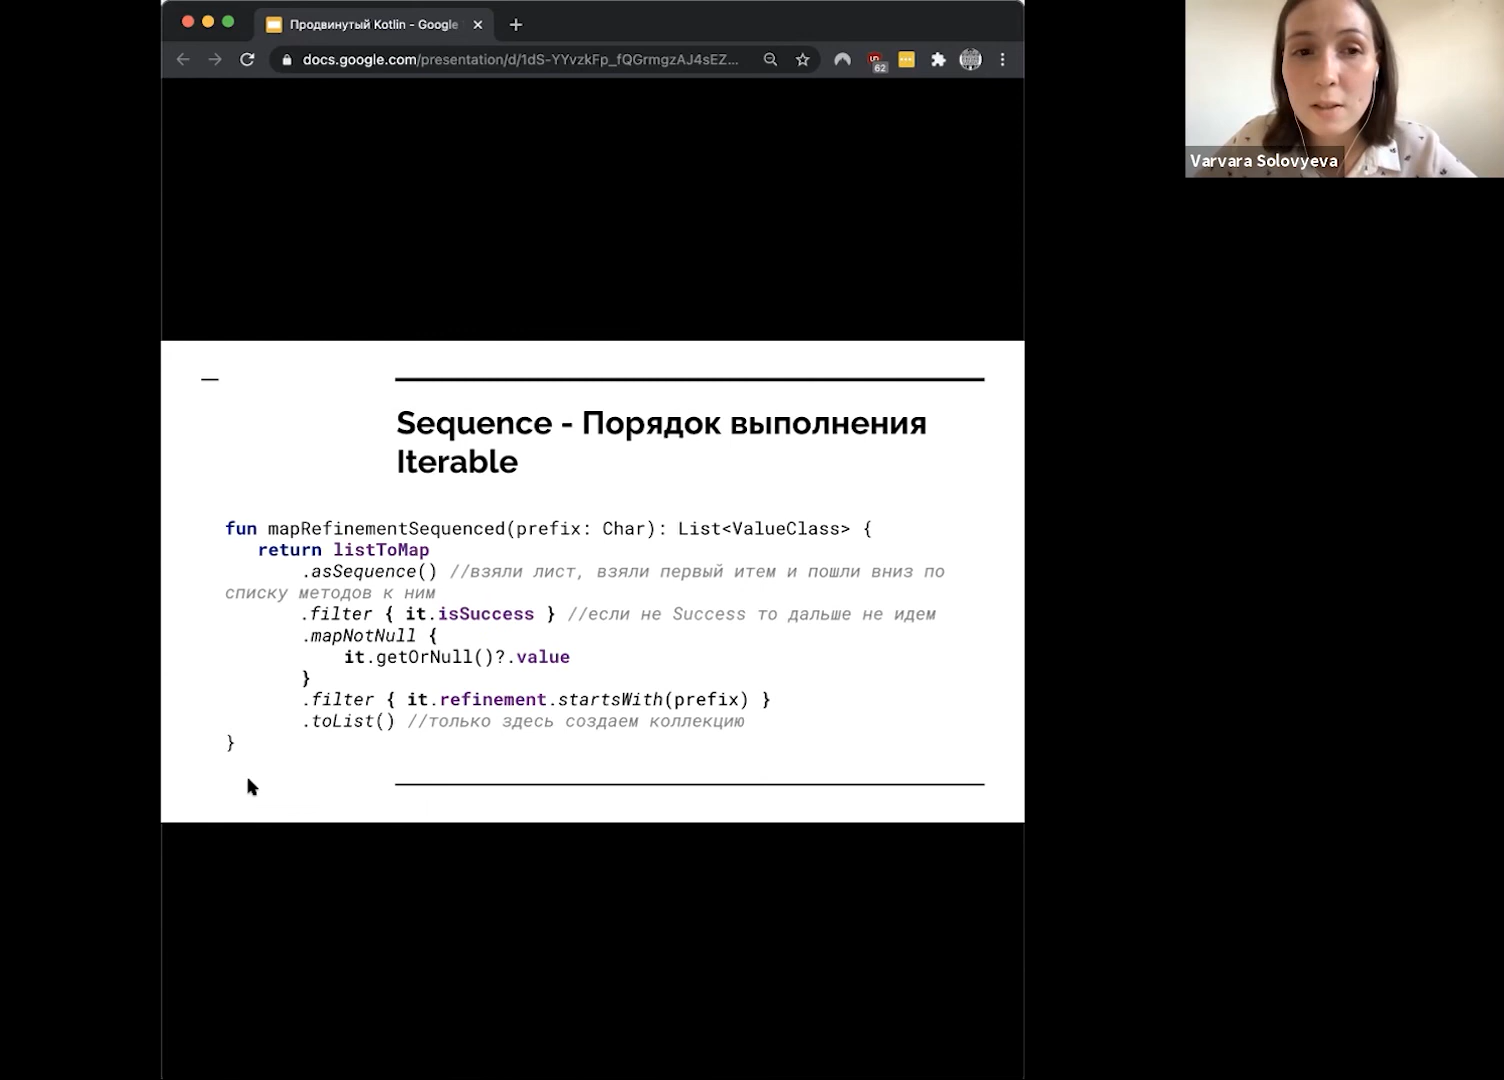 Продвинутый Kotlin - Google
docs.google.com/presentation/d/1dS-YYvzkFp_fQGrmgzAJ4sEZ...
62
Varvara Solovyeva
Sequence - Порядок выполнения
Iterable
fun mapRefinementSequenced(prefix: Char): List<ValueClass> {
return listToMap
.asSequence() //взяли лист, взяли первый итем и пошли вниз по
списку методов к ним
.filter { it.isSuccess } //если не Success то дальше не идем
.mapNotNull {
it.getOrNull()?.value
}
.filter { it.refinement.startsWith(prefix) }
.toList() //только здесь создаем коллекцию
}